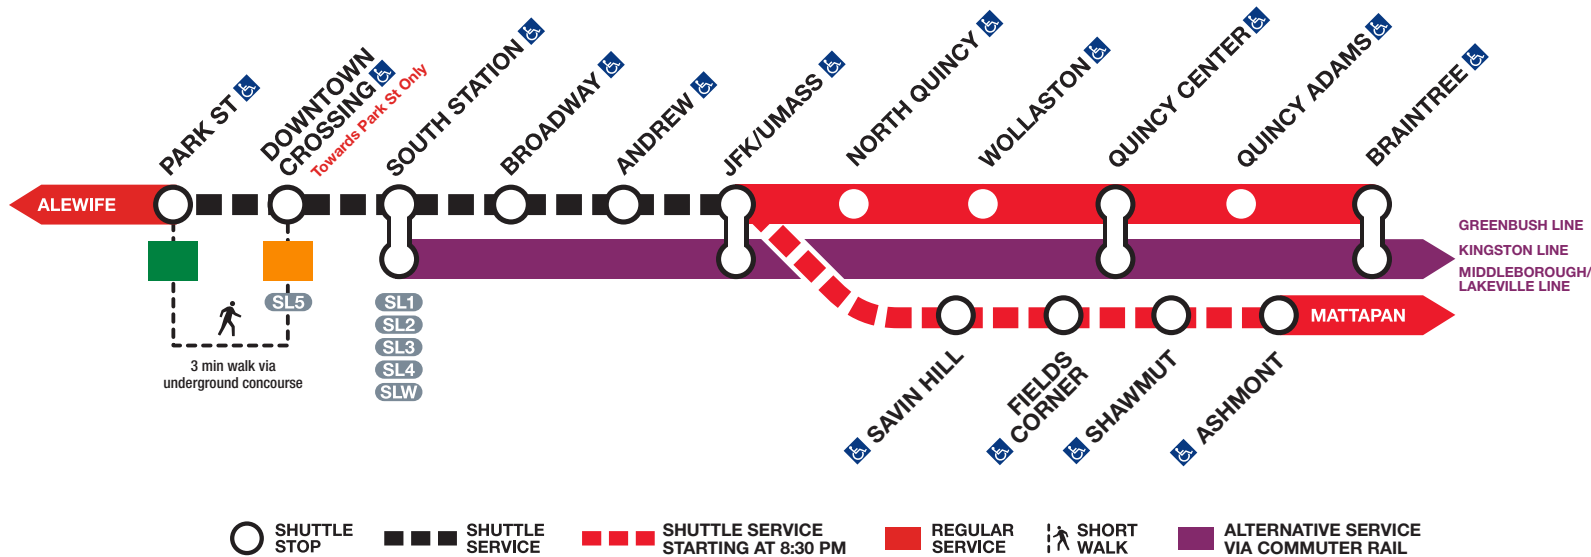 PARK ST
DOWNTOWN
CROSSING
Towards Park St Only
SOUTH STATION
BROADWAY
ANDREW
JFK/UMASS
NORTH QUINCY
WOLLASTON
QUINCY CENTER
QUINCY ADAMS
BRAINTREE
ALEWIFE
GREENBUSH LINE
KINGSTON LINE
MIDDLEBOROUGH/
LAKEVILLE LINE
SL5
SL1
SL2
SL3
SL4
SLW
3 min walk via
underground concourse
MATTAPAN
SAVIN HILL
FIELDS
CORNER
SHAWMUT
ASHMONT
SHUTTLE
STOP
SHUTTLE
SERVICE
SHUTTLE SERVICE
STARTING AT 8:30 PM
REGULAR
SERVICE
SHORT
WALK
ALTERNATIVE SERVICE
VIA COMMUTER RAIL